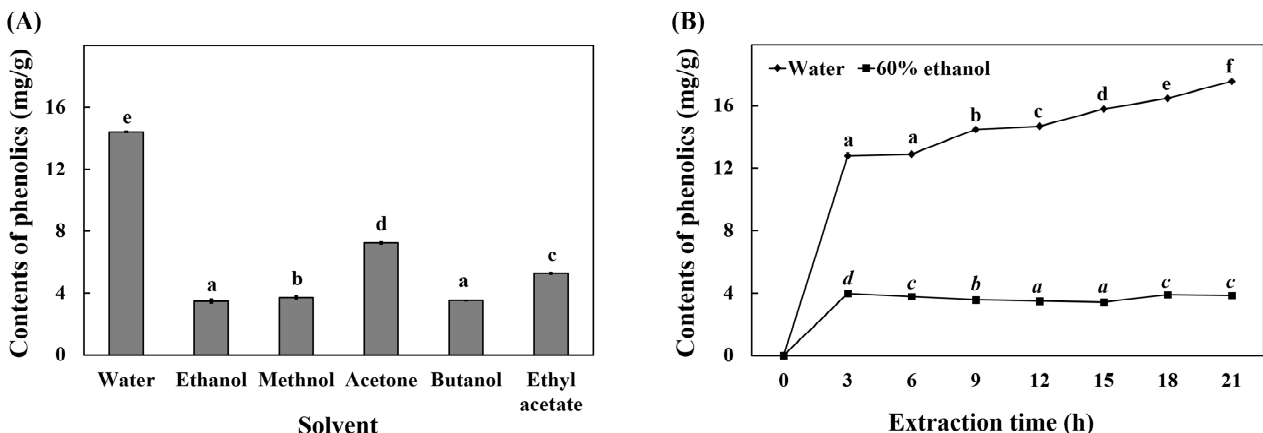 (A)
Contents of phenolics (mg/g)
16
12
8
4
0
e
a
b
d
a
c
Water Ethanol Methnol Acetone Butanol Ethyl
acetate
Solvent
(B)
Contents of phenolics (mg/g)
16
12
8
4
0
Water 60% ethanol
a a b c d e f
d c b a a c c
0 3 6 9 12 15 18 21
Extraction time (h)